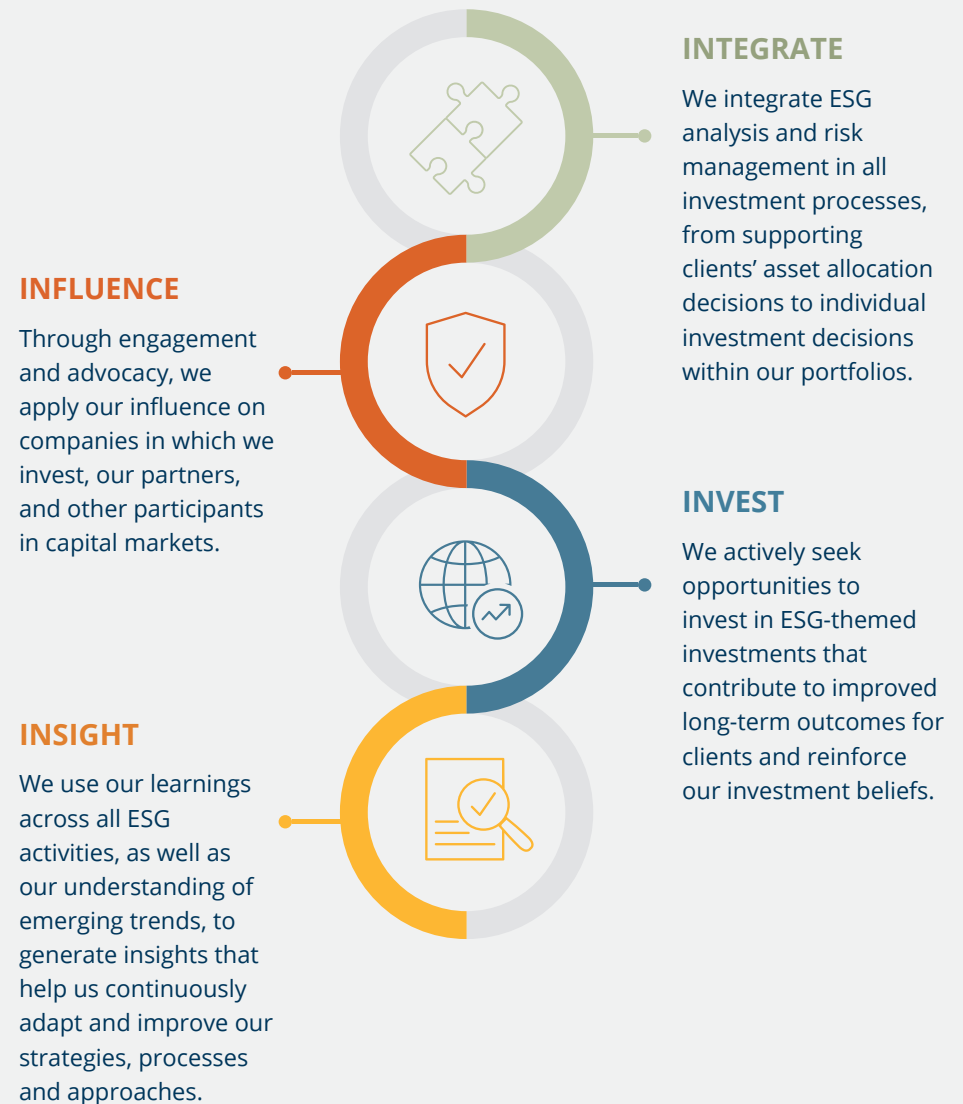 INTEGRATE
We integrate ESG
analysis and risk
management in all
investment processes,
from supporting
clients’ asset allocation
decisions to individual
investment decisions
within our portfolios.
INFLUENCE
Through engagement
and advocacy, we
apply our influence on
companies in which we
invest, our partners,
and other participants
in capital markets.
INVEST
We actively seek
opportunities to
invest in ESG-themed
investments that
contribute to improved
long-term outcomes for
clients and reinforce
our investment beliefs.
INSIGHT
We use our learnings
across all ESG
activities, as well as
our understanding of
emerging trends, to
generate insights that
help us continuously
adapt and improve our
strategies, processes
and approaches.